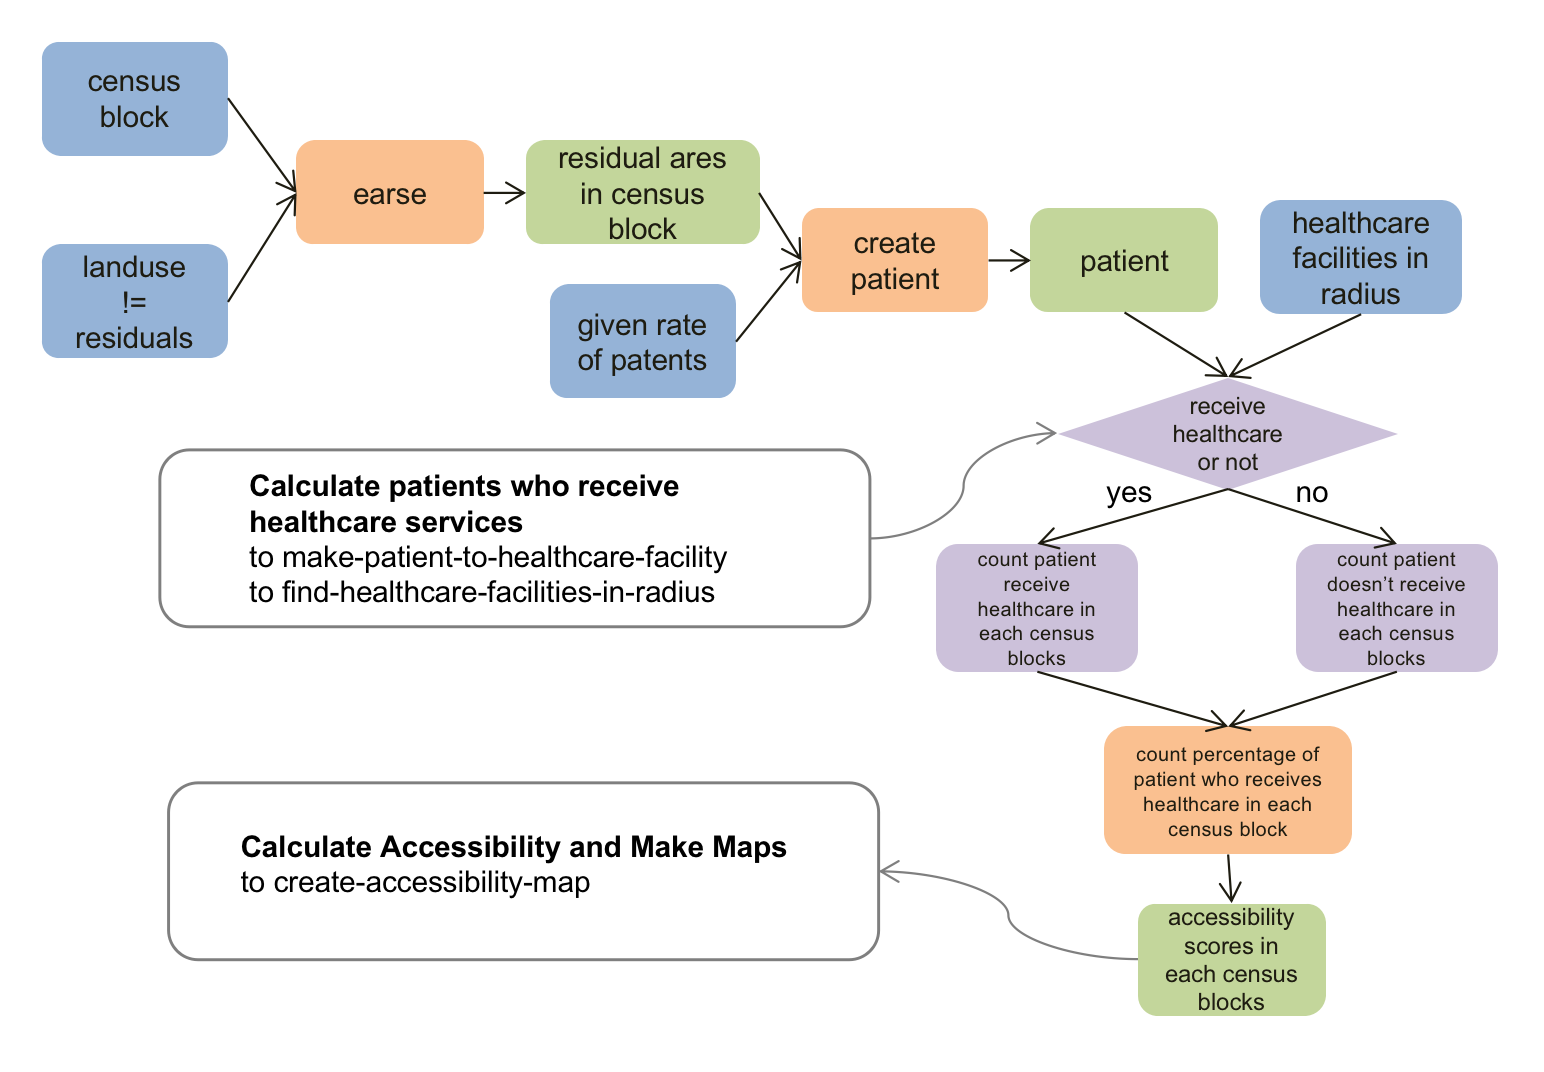 census
block
landuse
!=
residuals
earse
residual ares
in census
block
given rate
of patents
create
patient
patient
healthcare
facilities in
radius
receive
healthcare
or not
yes
no
Calculate patients who receive
healthcare services
to make-patient-to-healthcare-facility
to find-healthcare-facilities-in-radius
count patient
receive
healthcare in
each census
blocks
count patient
doesn’t receive
healthcare in
each census
blocks
count percentage of
patient who receives
healthcare in each
census block
Calculate Accessibility and Make Maps
to create-accessibility-map
accessibility
scores in
each census
blocks